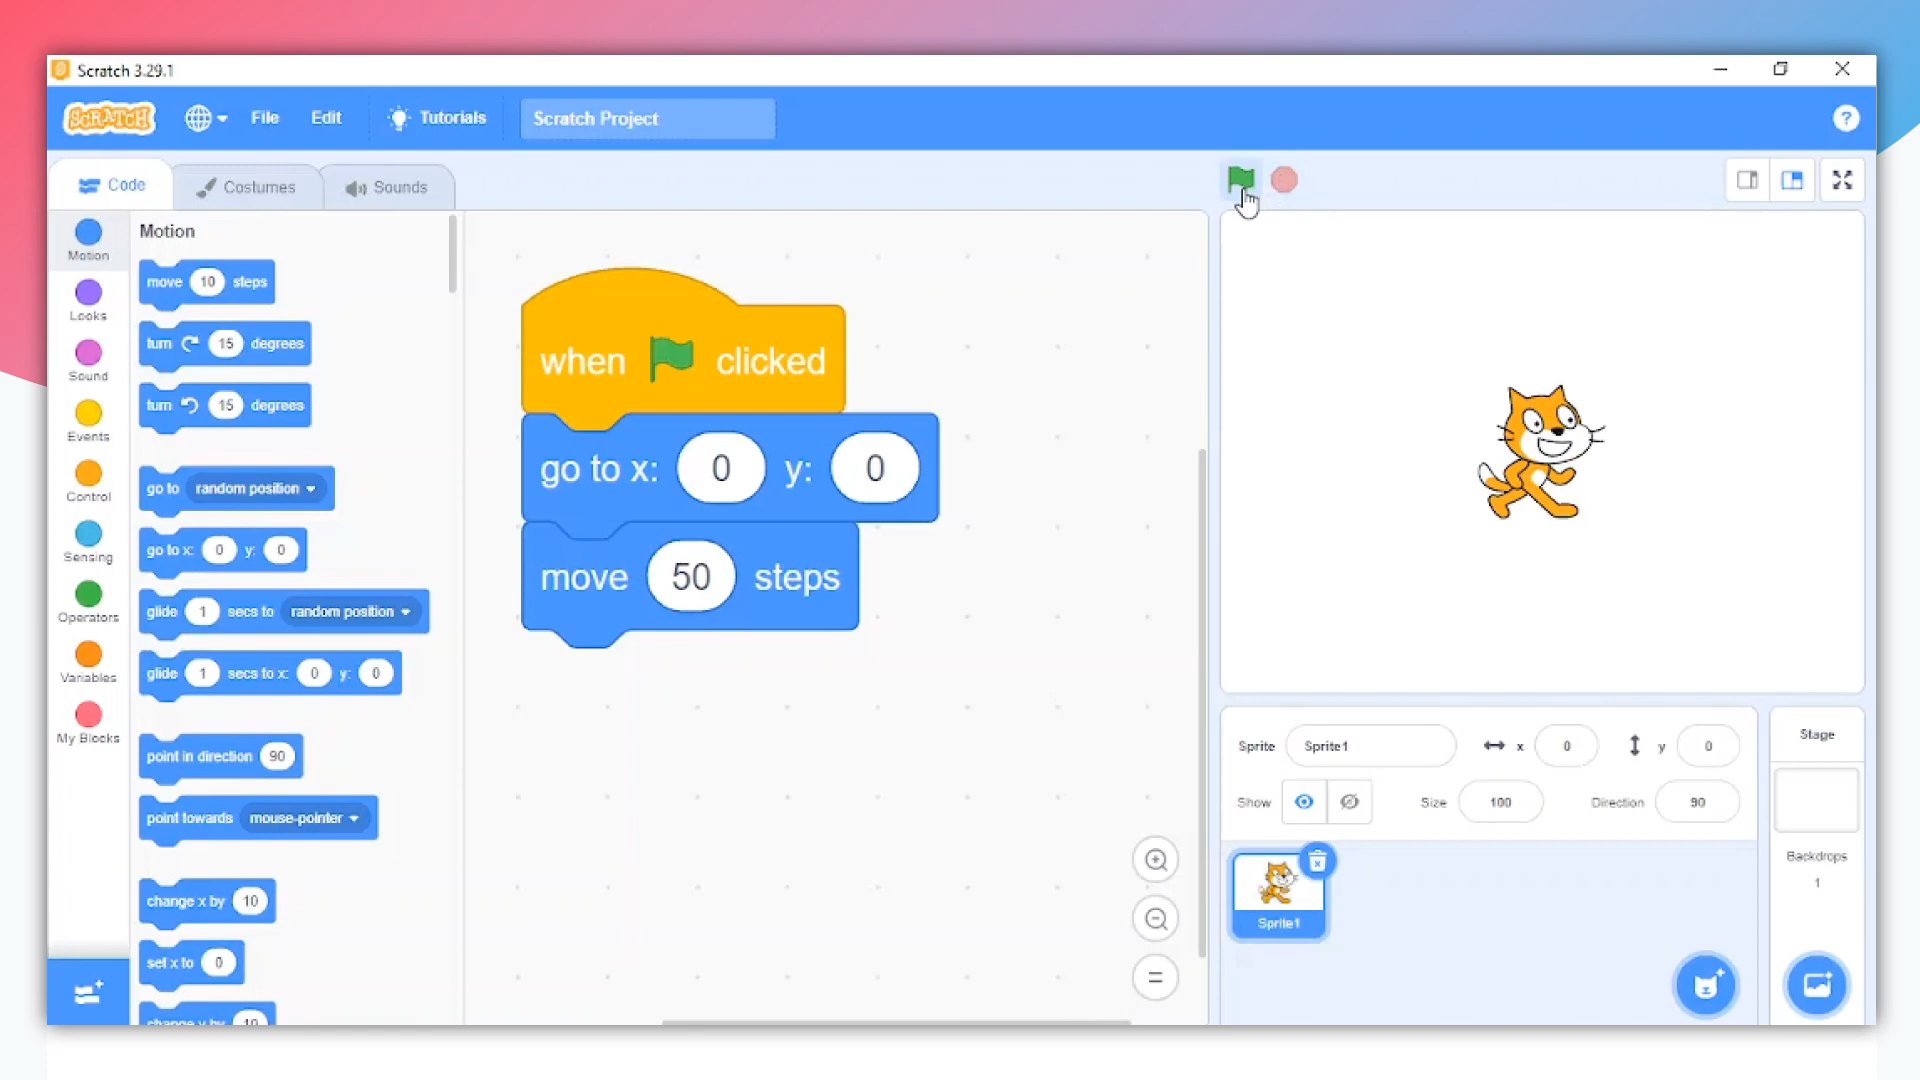 Scratch 3.29.1
SCRATCH
File
Edit
Tutorials
Scratch Project
?
Code
Costumes
Sounds
Motion
Looks
Sound
Events
Control
Sensing
Operators
Variables
My Blocks
Motion
move 10 steps
turn 15 degrees
turn 15 degrees
go to random position
go to x: 0 y: 0
glide 1 secs to random position
glide 1 secs to x: 0 y: 0
point in direction 90
point towards mouse-pointer
change x by 10
set x to 0
change y by 10
when clicked
go to x: 0 y: 0
move 50 steps
Sprite Sprite1 x 0 y 0
Show Size 100 Direction 90
Sprite1
Stage
Backdrops
1